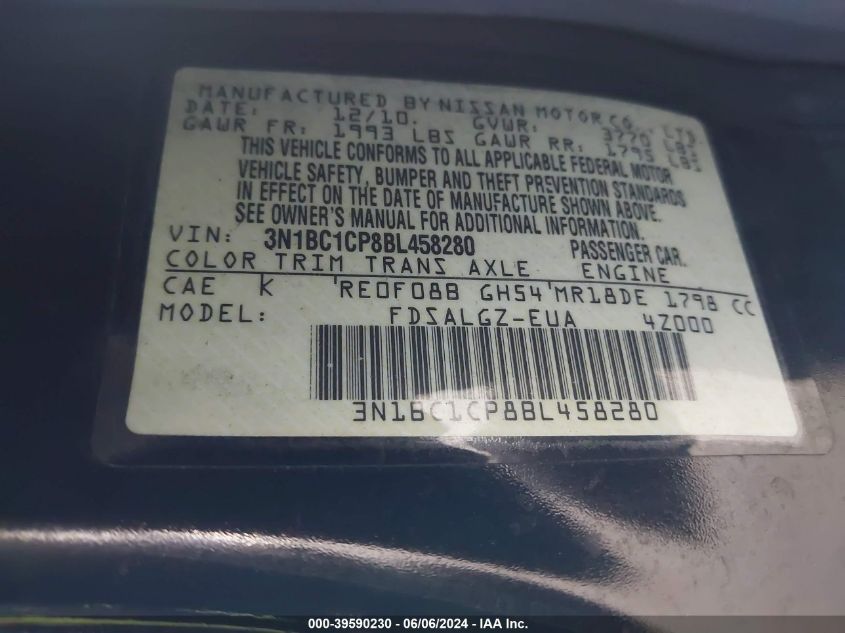 MANUFACTURED BY NISSAN MOTOR CO., LTD.
DATE: 12/10. GVWR: 3770 LBS
GAWR FR: 1993 LBS GAWR RR: 1795 LBS
THIS VEHICLE CONFORMS TO ALL APPLICABLE FEDERAL MOTOR
VEHICLE SAFETY, BUMPER AND THEFT PREVENTION STANDARDS
IN EFFECT ON THE DATE OF MANUFACTURE SHOWN ABOVE.
SEE OWNER'S MANUAL FOR ADDITIONAL INFORMATION.
VIN: 3N1BC1CP8BL458280 PASSENGER CAR.
COLOR TRIM TRANS AXLE ENGINE
CAE K 'RE0F08B GH54'MR18DE 1798 CC
MODEL: FDSALGZ-EUA 4Z000
3N1BC1CP8BL458280
000-39590230 - 06/06/2024 - IAA Inc.